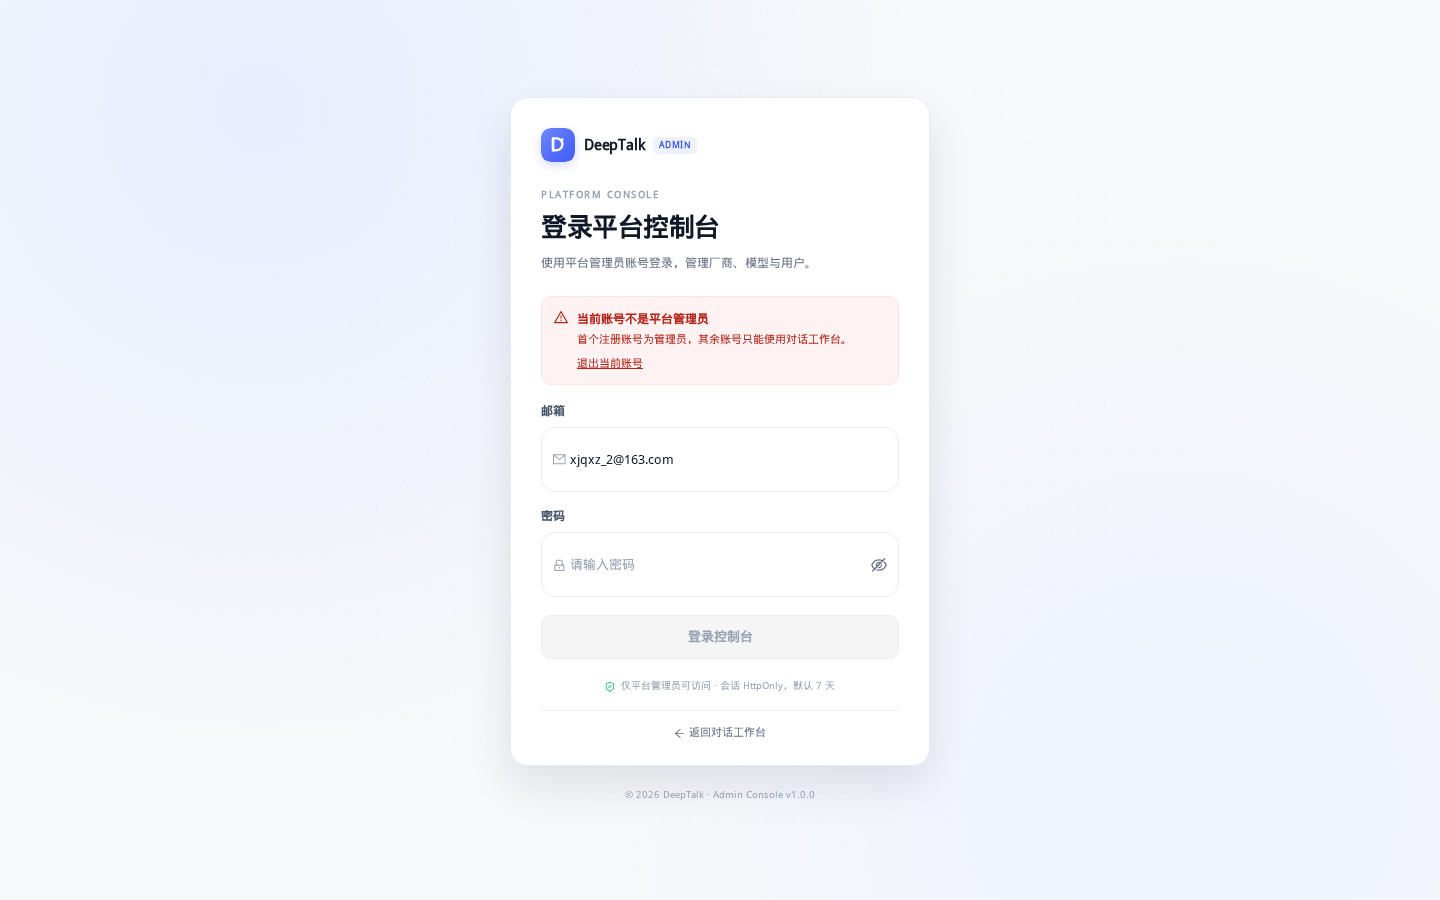 D
DeepTalk ADMIN
PLATFORM CONSOLE
登录平台控制台
使用平台管理员账号登录，管理厂商、模型与用户。
当前账号不是平台管理员
首个注册账号为管理员，其余账号只能使用对话工作台。
退出当前账号
邮箱
xjqxz_2@163.com
密码
请输入密码
登录控制台
仅平台管理员可访问 · 会话 HttpOnly，默认 7 天
← 返回对话工作台
© 2026 DeepTalk · Admin Console v1.0.0